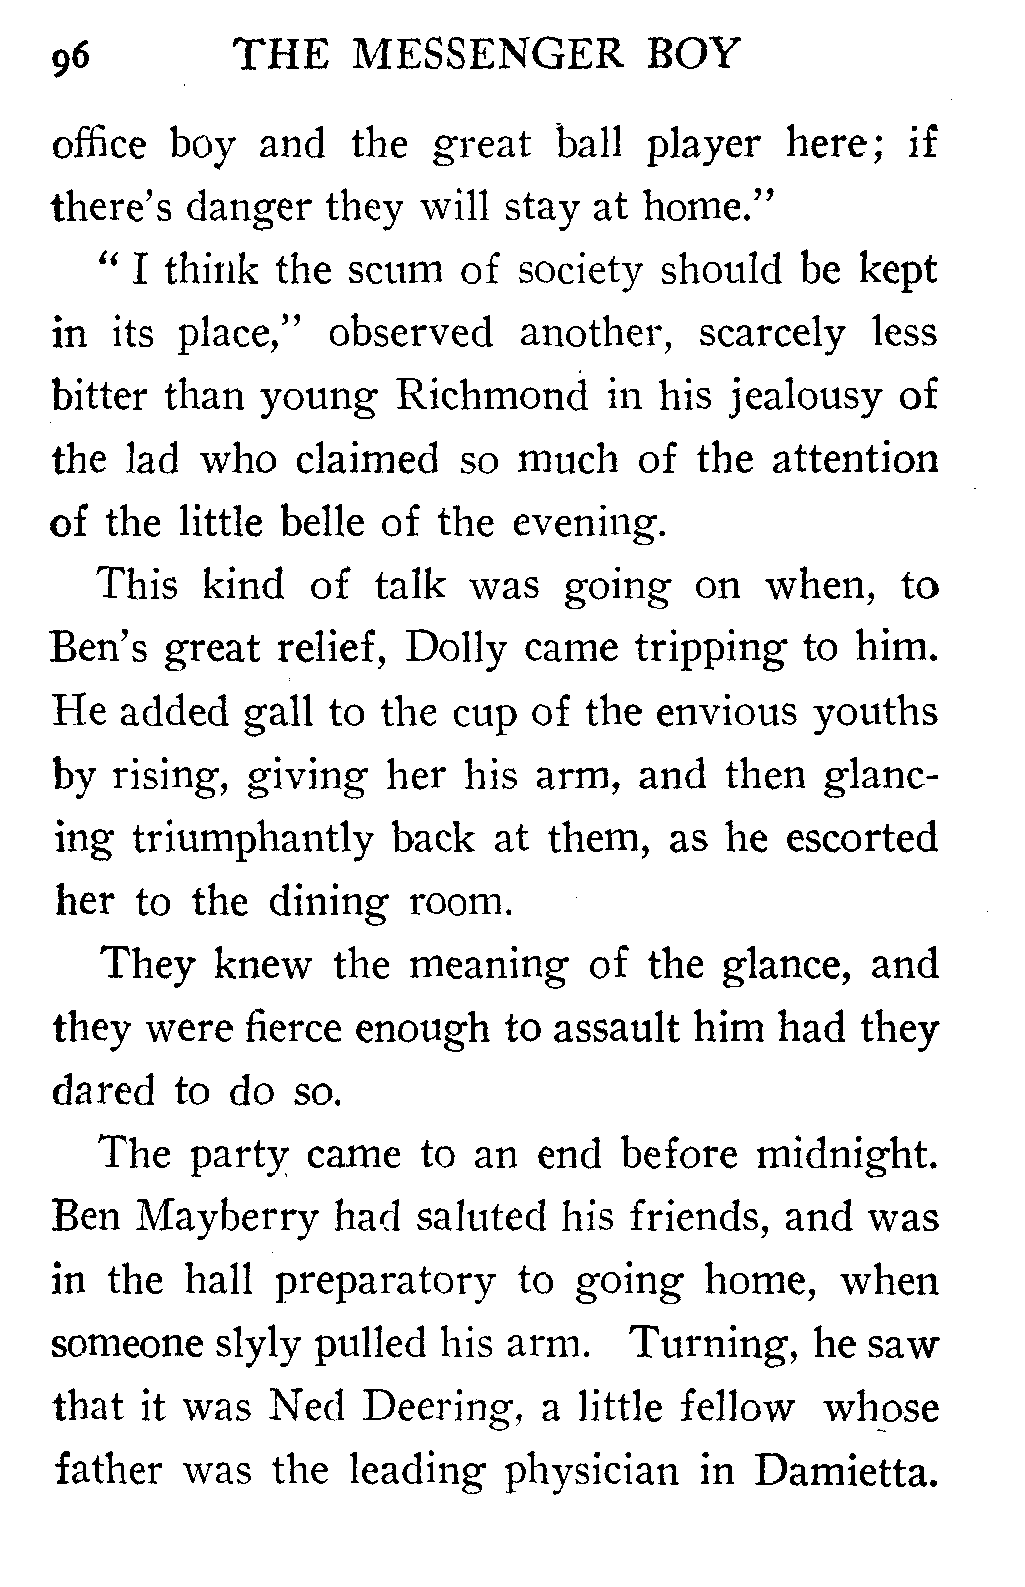 96 THE MESSENGER BOY
office boy and the great ball player here; if
there's danger they will stay at home."
" I think the scum of society should be kept
in its place," observed another, scarcely less
bitter than young Richmond in his jealousy of
the lad who claimed so much of the attention
of the little belle of the evening.
This kind of talk was going on when, to
Ben's great relief, Dolly came tripping to him.
He added gall to the cup of the envious youths
by rising, giving her his arm, and then glanc-
ing triumphantly back at them, as he escorted
her to the dining room.
They knew the meaning of the glance, and
they were fierce enough to assault him had they
dared to do so.
The party came to an end before midnight.
Ben Mayberry had saluted his friends, and was
in the hall preparatory to going home, when
someone slyly pulled his arm. Turning, he saw
that it was Ned Deering, a little fellow whose
father was the leading physician in Damietta.